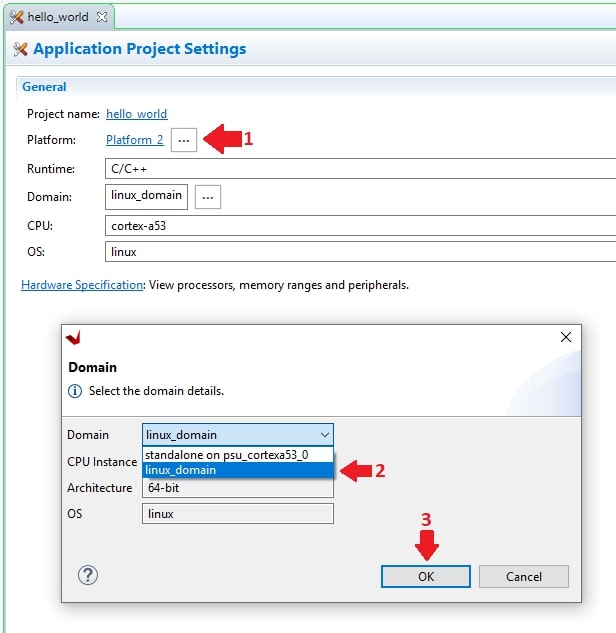 hello_world
Application Project Settings
General
Project name: hello_world
Platform: Platform_2 ... 1
Runtime: C/C++
Domain: linux_domain ...
CPU: cortex-a53
OS: linux
Hardware Specification: View processors, memory ranges and peripherals.
Domain
Select the domain details.
Domain linux_domain
CPU Instance standalone on psu_cortexa53_0
linux_domain 2
Architecture 64-bit
OS linux
3
OK Cancel